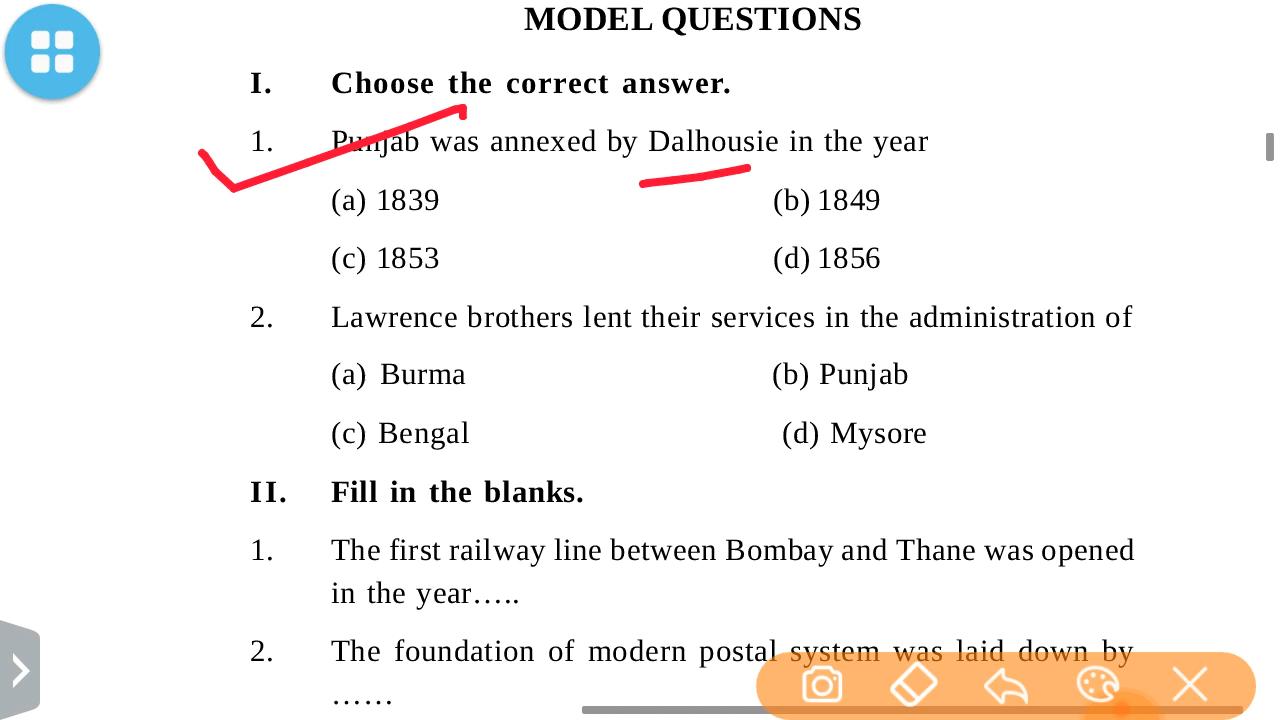 MODEL QUESTIONS
I. Choose the correct answer.
1. Punjab was annexed by Dalhousie in the year
(a) 1839 (b) 1849
(c) 1853 (d) 1856
2. Lawrence brothers lent their services in the administration of
(a) Burma (b) Punjab
(c) Bengal (d) Mysore
II. Fill in the blanks.
1. The first railway line between Bombay and Thane was opened
in the year…..
2. The foundation of modern postal system was laid down by
……